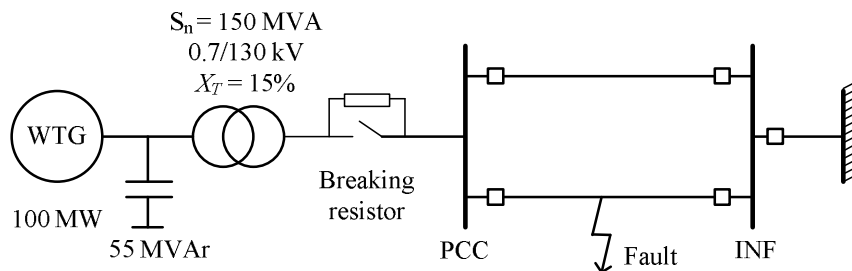 Sn = 150 MVA
0.7/130 kV
XT = 15%
WTG
Breaking
resistor
100 MW
55 MVAr
PCC
Fault
INF